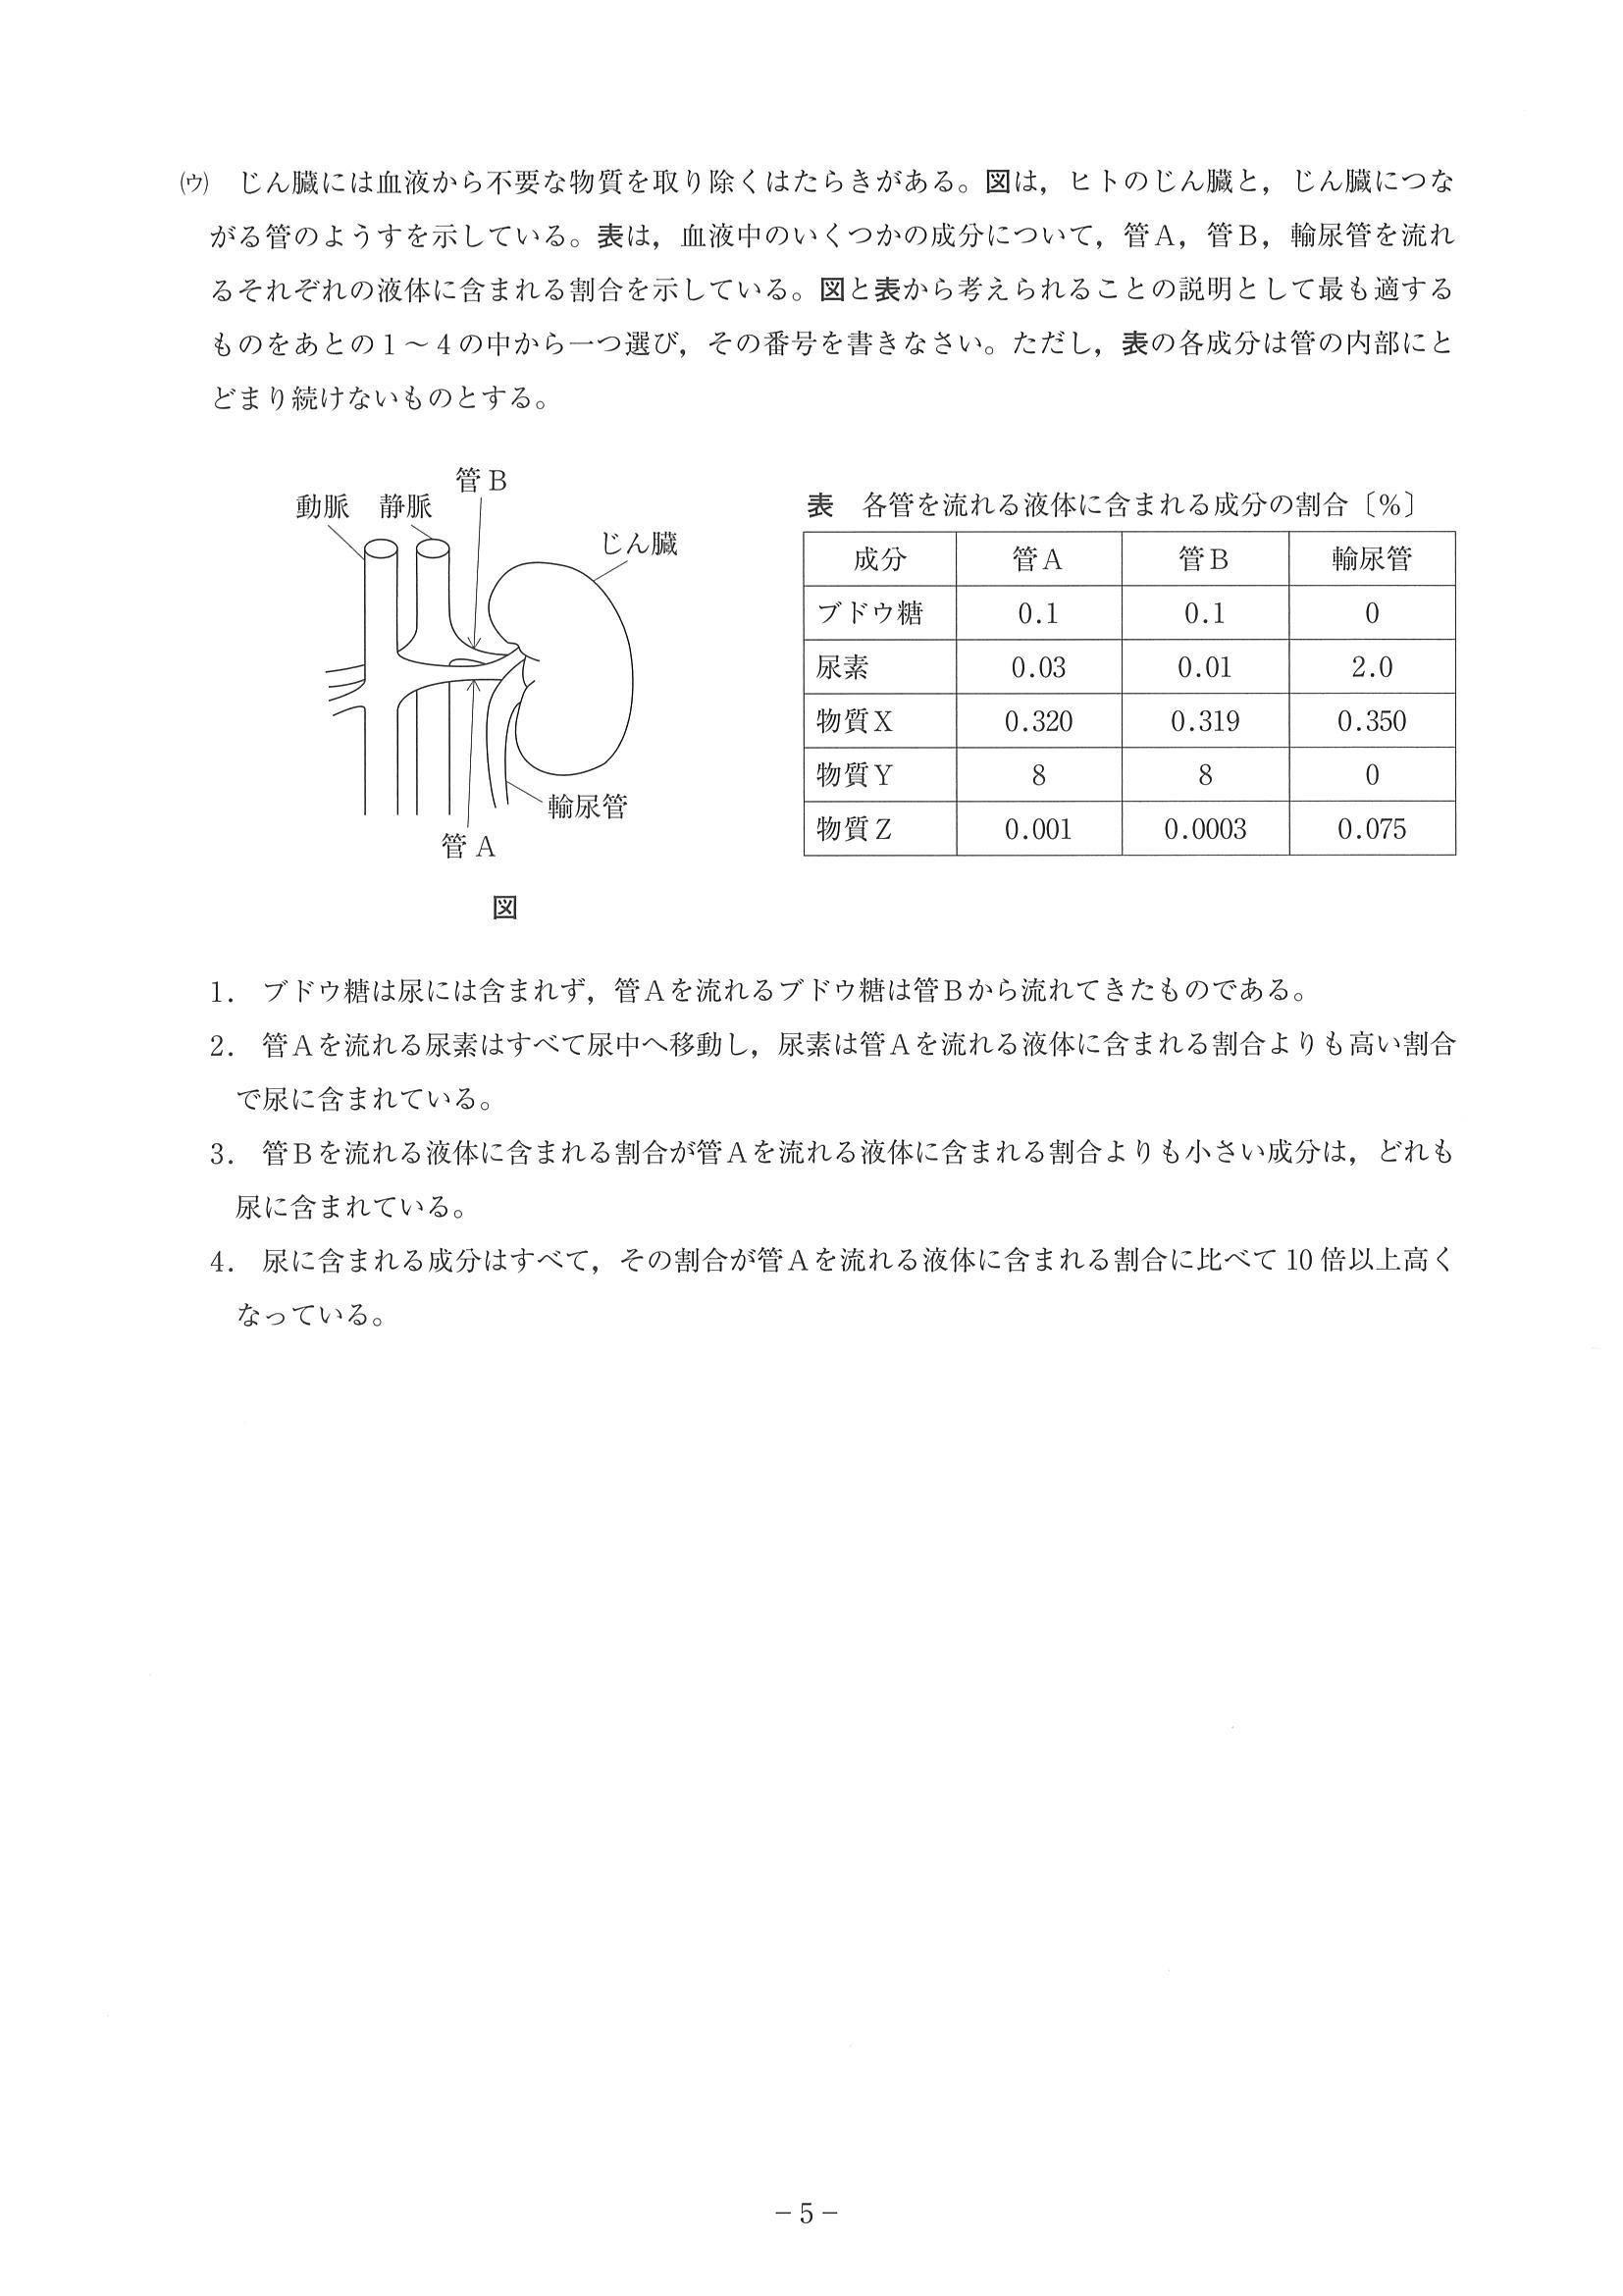 (ウ)　じん臓には血液から不要な物質を取り除くはたらきがある。図は，ヒトのじん臓と，じん臓につな
がる管のようすを示している。表は，血液中のいくつかの成分について，管Ａ，管Ｂ，輸尿管を流れ
るそれぞれの液体に含まれる割合を示している。図と表から考えられることの説明として最も適する
ものをあとの１～４の中から一つ選び，その番号を書きなさい。ただし，表の各成分は管の内部にと
どまり続けないものとする。
管Ｂ
動脈　静脈
じん臓
輸尿管
管Ａ
図
表　各管を流れる液体に含まれる成分の割合〔％〕
成分　管Ａ　管Ｂ　輸尿管
ブドウ糖　0.1　0.1　0
尿素　0.03　0.01　2.0
物質Ｘ　0.320　0.319　0.350
物質Ｙ　8　8　0
物質Ｚ　0.001　0.0003　0.075
1.　ブドウ糖は尿には含まれず，管Ａを流れるブドウ糖は管Ｂから流れてきたものである。
2.　管Ａを流れる尿素はすべて尿中へ移動し，尿素は管Ａを流れる液体に含まれる割合よりも高い割合
で尿に含まれている。
3.　管Ｂを流れる液体に含まれる割合が管Ａを流れる液体に含まれる割合よりも小さい成分は，どれも
尿に含まれている。
4.　尿に含まれる成分はすべて，その割合が管Ａを流れる液体に含まれる割合に比べて 10 倍以上高く
なっている。
－5－